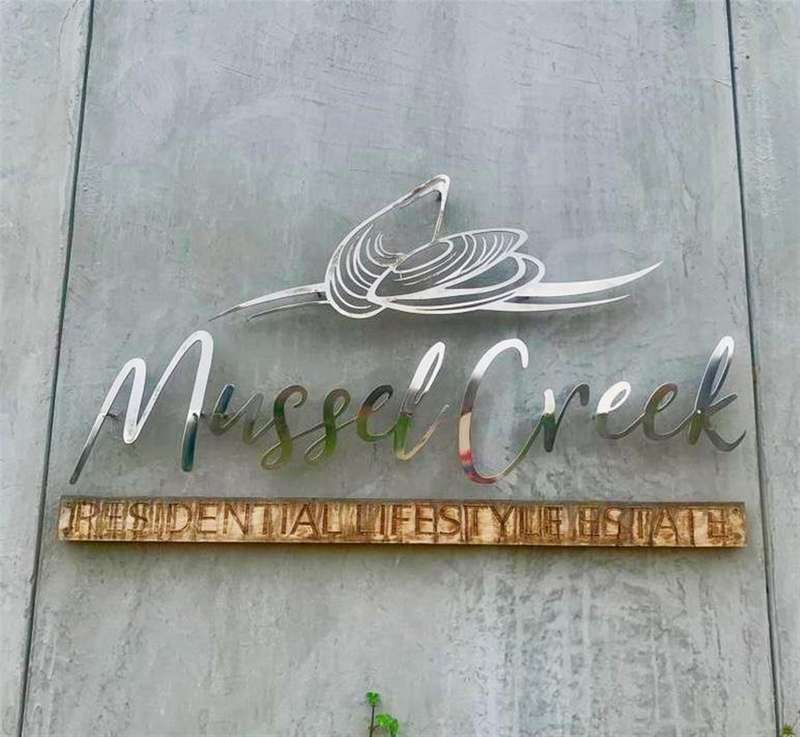 Mussel Creek
RESIDENTIAL LIFESTYLE ESTATE